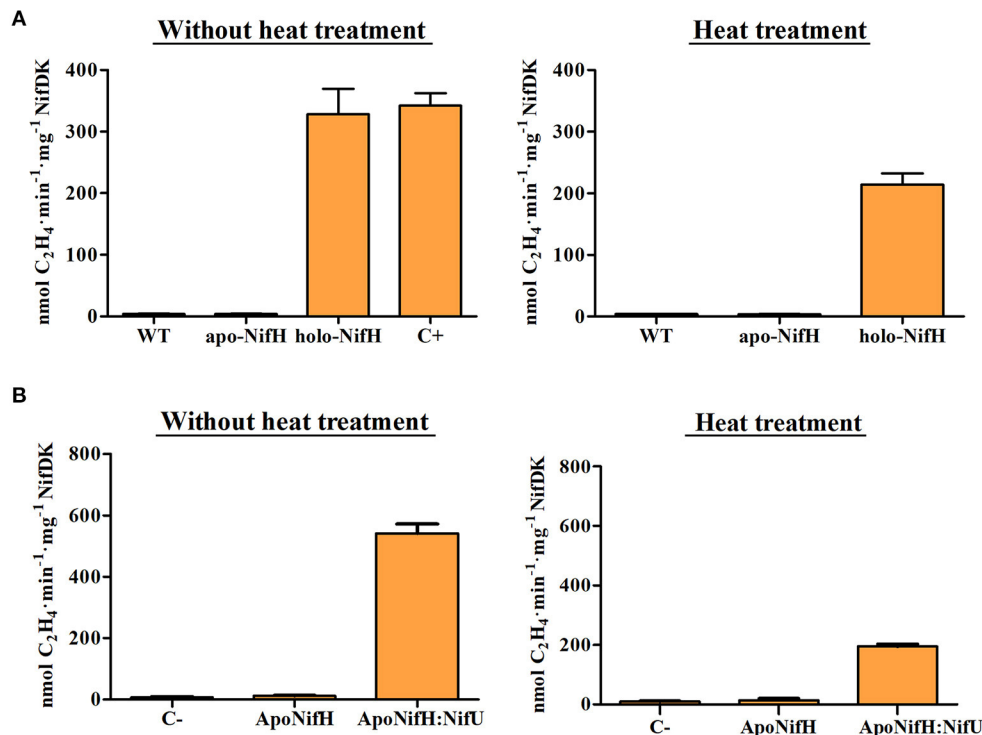 A
Without heat treatment
nmol C₂H₄·min⁻¹·mg⁻¹ NifDK
400
300
200
100
0
WT apo-NifH holo-NifH C+
Heat treatment
nmol C₂H₄·min⁻¹·mg⁻¹ NifDK
400
300
200
100
0
WT apo-NifH holo-NifH
B
Without heat treatment
nmol C₂H₄·min⁻¹·mg⁻¹ NifDK
800
600
400
200
0
C- ApoNifH ApoNifH:NifU
Heat treatment
nmol C₂H₄·min⁻¹·mg⁻¹ NifDK
800
600
400
200
0
C- ApoNifH ApoNifH:NifU